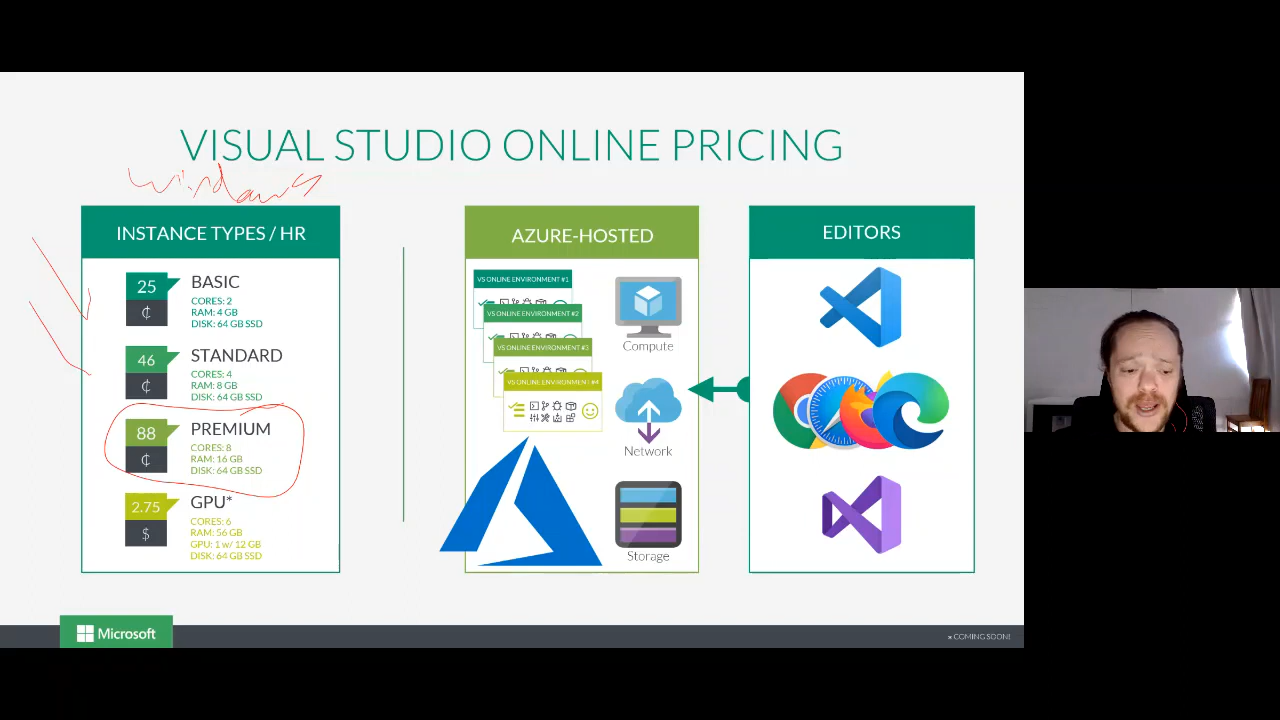 VISUAL STUDIO ONLINE PRICING
windows
INSTANCE TYPES / HR
25
¢
BASIC
CORES: 2
RAM: 4 GB
DISK: 64 GB SSD
46
¢
STANDARD
CORES: 4
RAM: 8 GB
DISK: 64 GB SSD
88
¢
PREMIUM
CORES: 8
RAM: 16 GB
DISK: 64 GB SSD
2.75
$
GPU*
CORES: 6
RAM: 56 GB
GPU: 1 w/ 12 GB
DISK: 64 GB SSD
AZURE-HOSTED
VS ONLINE ENVIRONMENT #1
VS ONLINE ENVIRONMENT #2
VS ONLINE ENVIRONMENT #3
VS ONLINE ENVIRONMENT #4
Compute
Network
Storage
EDITORS
Microsoft
* COMING SOON!